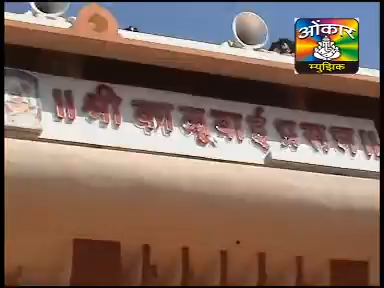 ओंकार
म्युझिक
॥ श्री काळुबाई प्रसन्न ॥